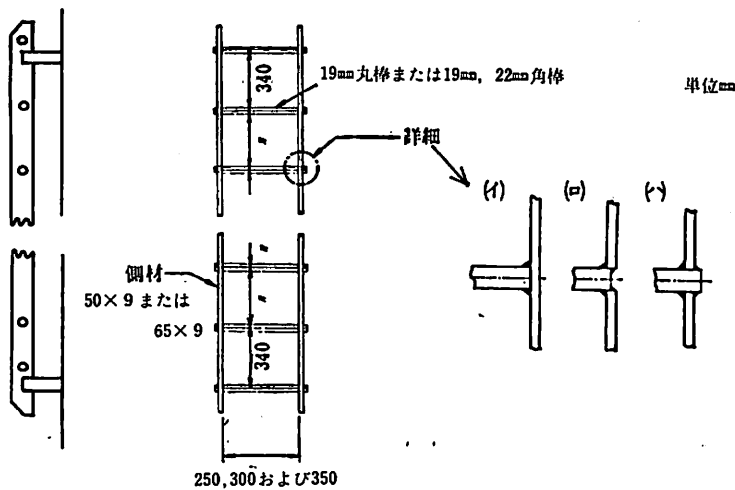 340
19mm丸棒または19mm, 22mm角棒
単位mm
〃
詳細
(イ)
(ロ)
(ハ)
〃
側材
50×9 または
65×9
〃
340
250,300および350